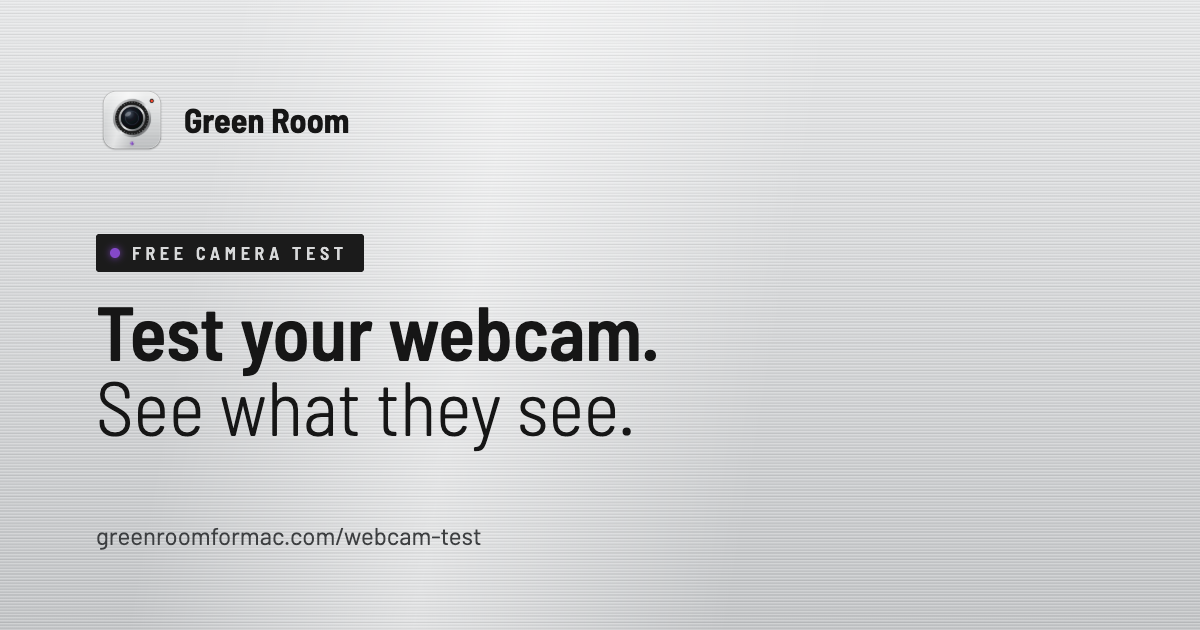 Green Room
FREE CAMERA TEST
Test your webcam.
See what they see.
greenroomformac.com/webcam-test